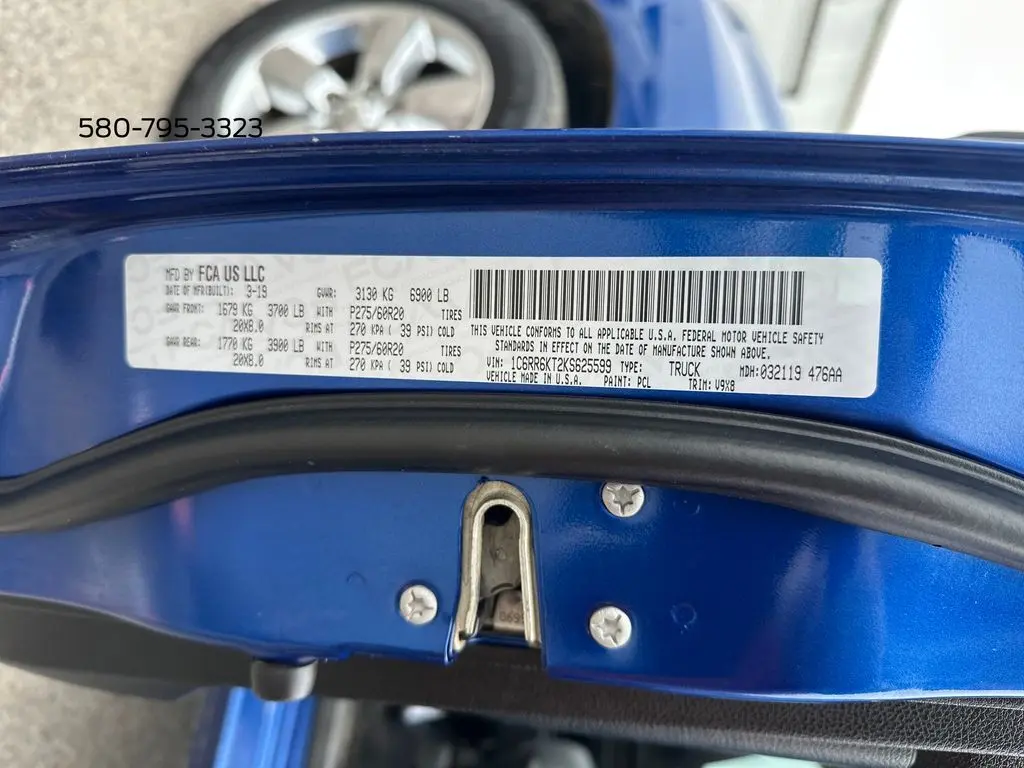 580-795-3323
MFD BY FCA US LLC
DATE OF MFR(BUILT): 3-19 GVWR: 3130 KG 6900 LB
GAWR FRONT: 1679 KG 3700 LB WITH P275/60R20 TIRES
20X8.0 RIMS AT 270 KPA ( 39 PSI) COLD
GAWR REAR: 1770 KG 3900 LB WITH P275/60R20 TIRES
20X8.0 RIMS AT 270 KPA ( 39 PSI) COLD
THIS VEHICLE CONFORMS TO ALL APPLICABLE U.S.A. FEDERAL MOTOR VEHICLE SAFETY
STANDARDS IN EFFECT ON THE DATE OF MANUFACTURE SHOWN ABOVE.
VIN: 1C6RR6KT2KS625599 TYPE: TRUCK MDH: 032119 476AA
VEHICLE MADE IN U.S.A. PAINT: PCL TRIM: V9X8